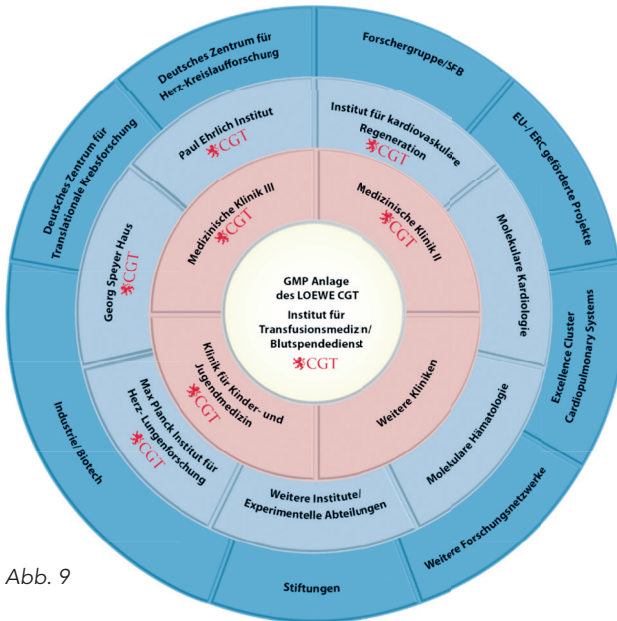 Deutsches Zentrum für
Herz-Kreislaufforschung
Forschergruppe/SFB
EU-/ ERC geförderte Projekte
Excellence Cluster
Cardiopulmonary Systems
Weitere Forschungsnetzwerke
Stiftungen
Industrie/Biotech
Deutsches Zentrum für
Translationale Krebsforschung
Paul Ehrlich Institut
CGT
Institut für kardiovaskuläre
Regeneration
CGT
Molekulare Kardiologie
Molekulare Hämatologie
Weitere Institute/
Experimentelle Abteilungen
Max Planck Institut für
Herz- Lungenforschung
CGT
Georg Speyer Haus
CGT
Medizinische Klinik III
CGT
Medizinische Klinik II
CGT
Weitere Kliniken
Klinik für Kinder- und
Jugendmedizin
CGT
GMP Anlage
des LOEWE CGT
Institut für
Transfusionsmedizin/
Blutspendedienst
CGT
Abb. 9